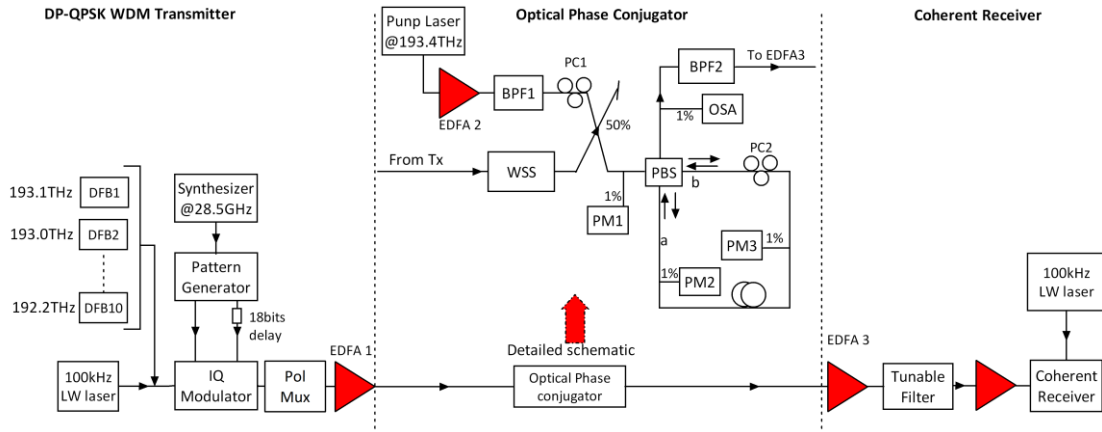 DP-QPSK WDM Transmitter
Optical Phase Conjugator
Coherent Receiver
Punp Laser
@193.4THz
EDFA 2
BPF1
PC1
50%
BPF2
To EDFA3
1%
OSA
From Tx
WSS
PBS
b
PC2
1%
PM1
a
PM3
1%
1%
PM2
193.1THz
DFB1
193.0THz
DFB2
192.2THz
DFB10
Synthesizer
@28.5GHz
Pattern
Generator
18bits
delay
100kHz
LW laser
IQ
Modulator
Pol
Mux
EDFA 1
Detailed schematic
Optical Phase
conjugator
EDFA 3
Tunable
Filter
100kHz
LW laser
Coherent
Receiver